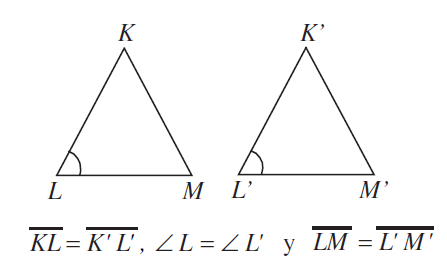 K K’
L M L’ M’
KL = K' L', ∠L = ∠L' y LM = L' M'